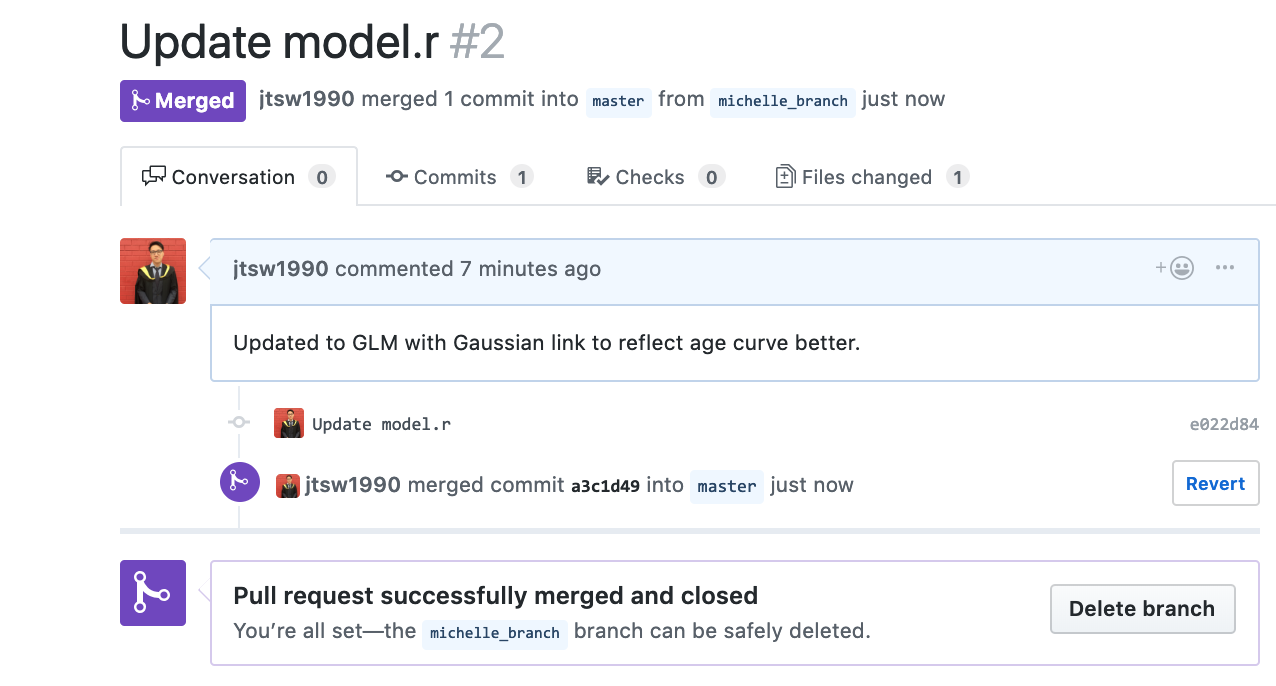 Update model.r #2
Merged jtsw1990 merged 1 commit into master from michelle_branch just now
Conversation 0 Commits 1 Checks 0 Files changed 1
jtsw1990 commented 7 minutes ago
Updated to GLM with Gaussian link to reflect age curve better.
Update model.r e022d84
jtsw1990 merged commit a3c1d49 into master just now Revert
Pull request successfully merged and closed
You’re all set—the michelle_branch branch can be safely deleted.
Delete branch